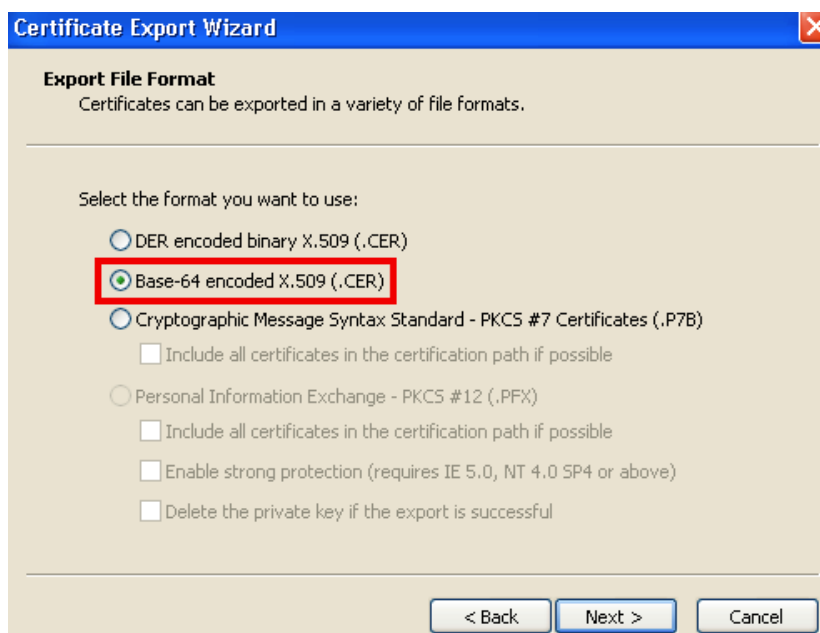 Certificate Export Wizard
Export File Format
Certificates can be exported in a variety of file formats.
Select the format you want to use:
DER encoded binary X.509 (.CER)
Base-64 encoded X.509 (.CER)
Cryptographic Message Syntax Standard - PKCS #7 Certificates (.P7B)
Include all certificates in the certification path if possible
Personal Information Exchange - PKCS #12 (.PFX)
Include all certificates in the certification path if possible
Enable strong protection (requires IE 5.0, NT 4.0 SP4 or above)
Delete the private key if the export is successful
< Back Next > Cancel